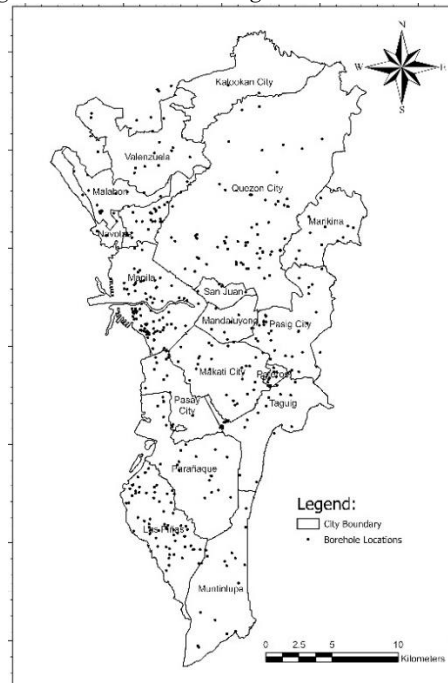 N
W E
S
Kalookan City
Valenzuela
Malabon
Quezon City
Marikina
Navotas
Manila
San Juan
Mandaluyong
Pasig City
Makati City
Pateros
Taguig
Pasay
City
Parañaque
Legend:
City Boundary
Borehole Locations
Las Piñas
Muntinlupa
0 2.5 5 10
Kilometers